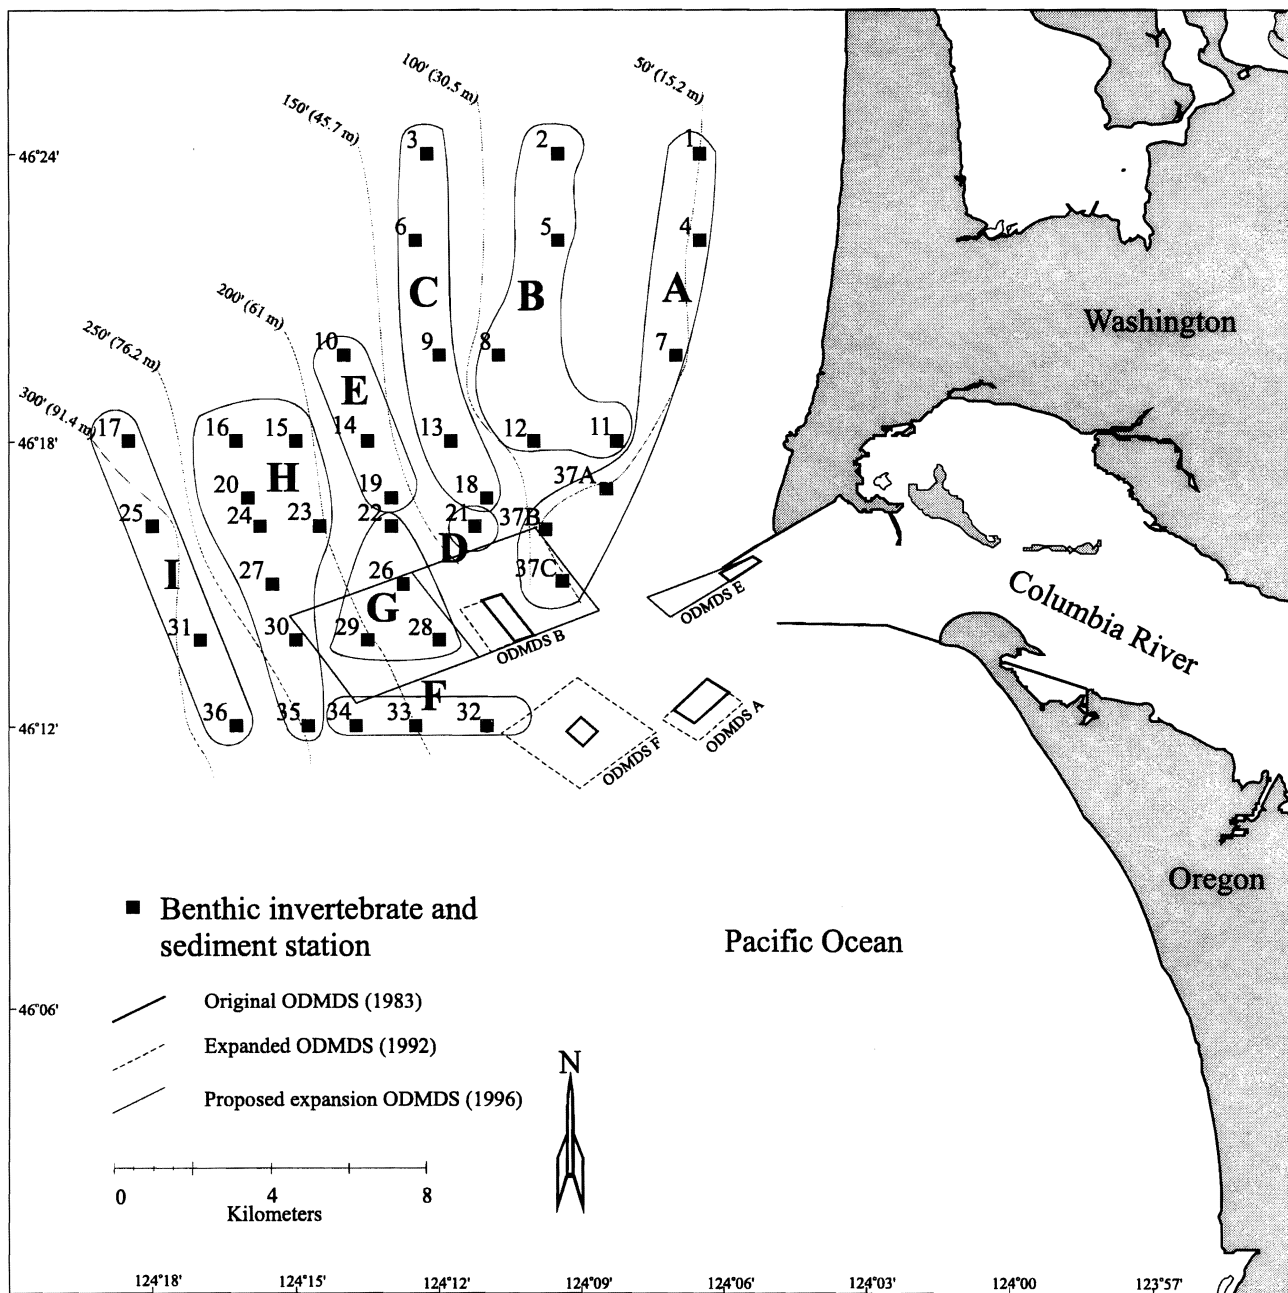 50' (15.2 m)
100' (30.5 m)
150' (45.7 m)
200' (61 m)
250' (76.2 m)
300' (91.4 m)
46°24'
3
2
1
6
5
4
C
B
A
Washington
10
9
8
7
E
46°18'
17
16
15
14
13
12
11
H
20
19
18
37A
25
24
23
22
21
37B
D
I
27
26
37C
G
ODMDS E
Columbia River
31
30
29
28
ODMDS B
F
46°12'
36
35
34
33
32
ODMDS F
ODMDS A
Oregon
Benthic invertebrate and
sediment station
Pacific Ocean
46°06'
Original ODMDS (1983)
Expanded ODMDS (1992)
Proposed expansion ODMDS (1996)
N
0
4
8
Kilometers
124°18'
124°15'
124°12'
124°09'
124°06'
124°03'
124°00
123°57'